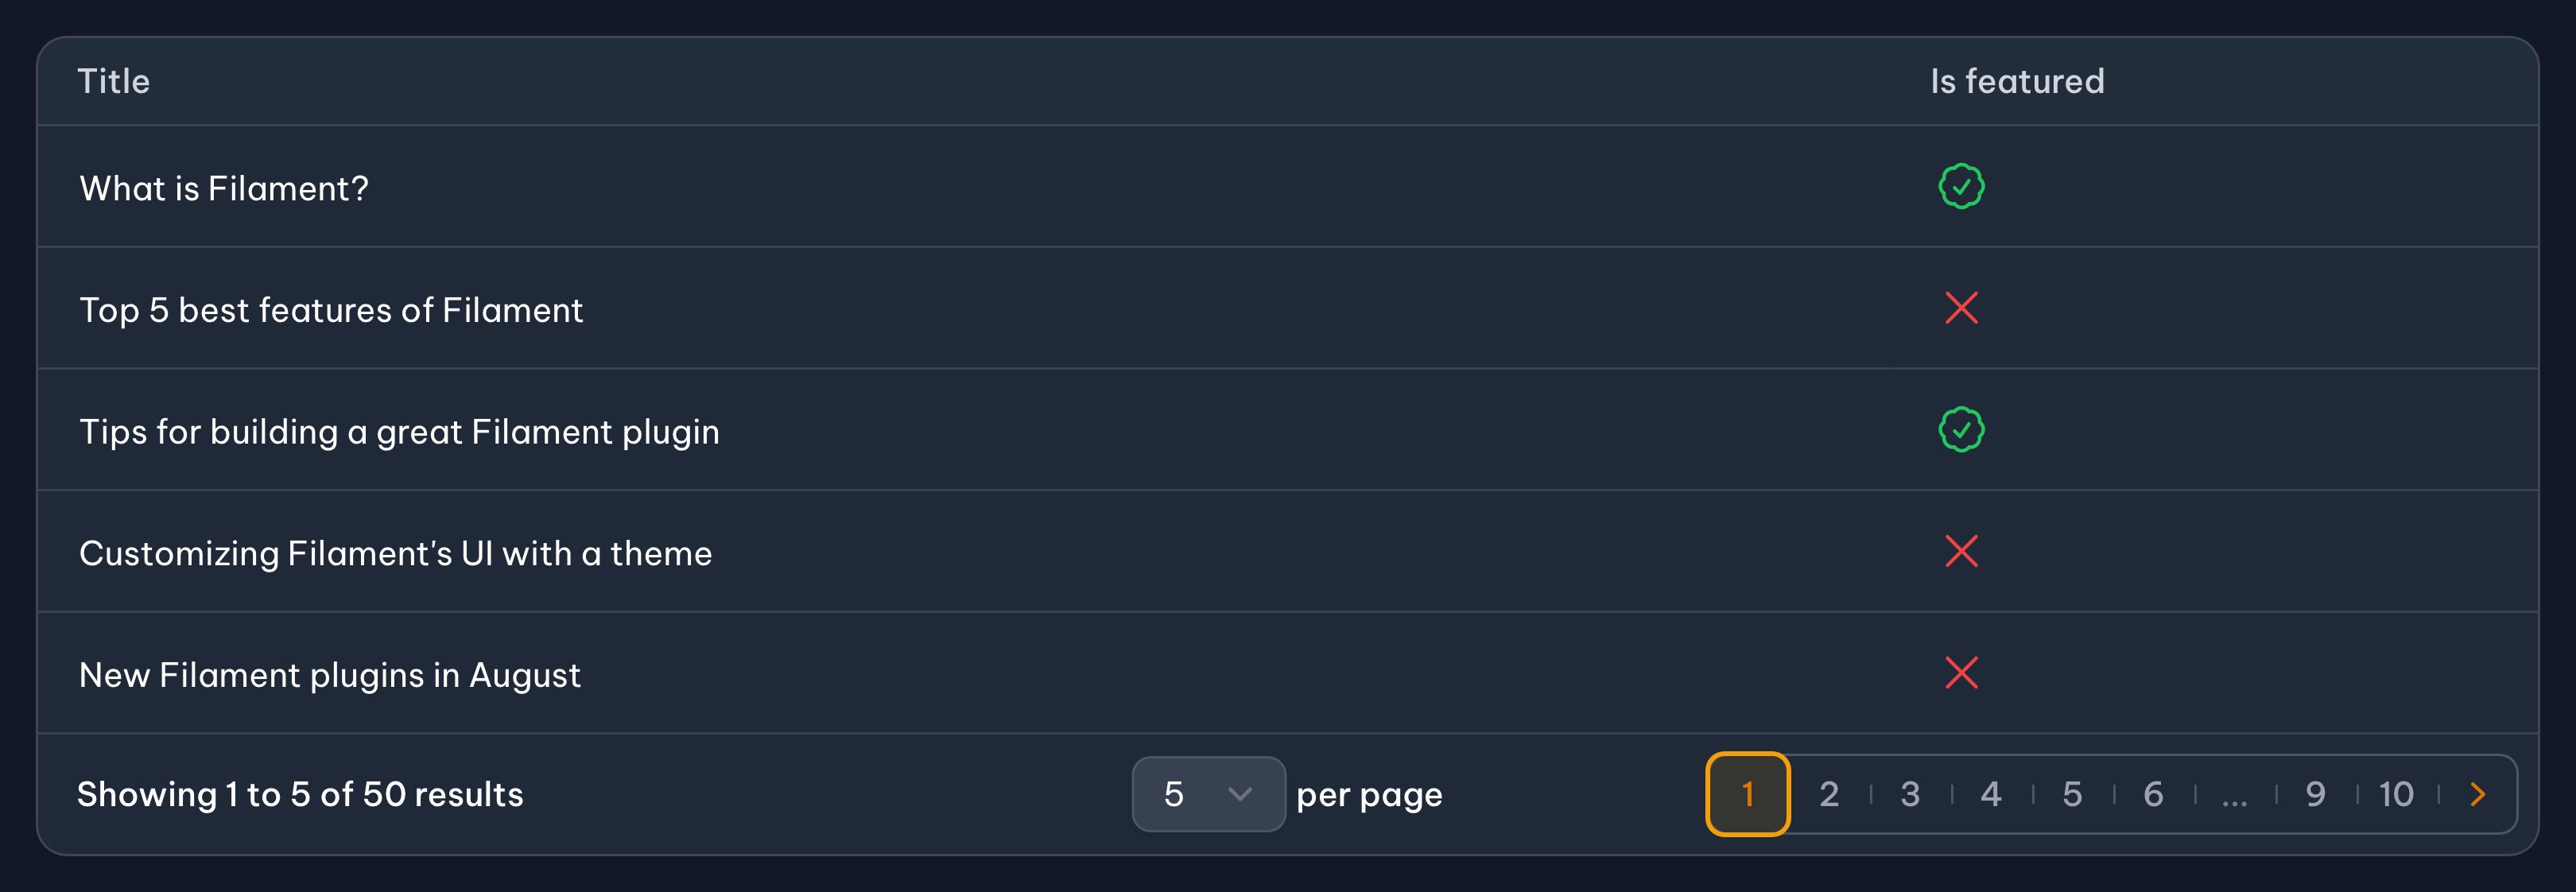 Title Is featured
What is Filament?
Top 5 best features of Filament
Tips for building a great Filament plugin
Customizing Filament's UI with a theme
New Filament plugins in August
Showing 1 to 5 of 50 results 5 per page 1 2 3 4 5 6 ... 9 10